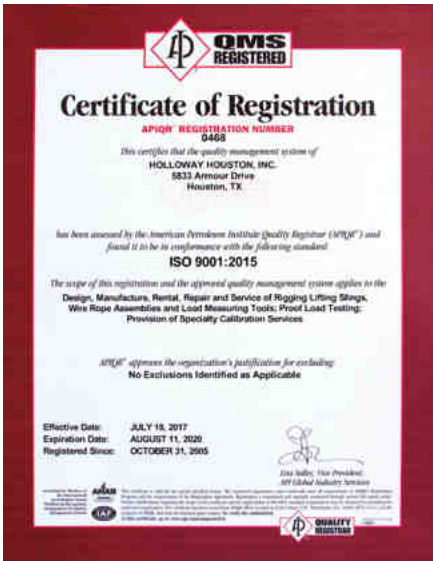 QMS
REGISTERED
Certificate of Registration
APIQR® REGISTRATION NUMBER
0468
This certifies that the quality management system of
HOLLOWAY HOUSTON, INC.
5833 Armour Drive
Houston, TX
has been assessed by the American Petroleum Institute Quality Registrar (APIQR®) and
found it to be in conformance with the following standard:
ISO 9001:2015
The scope of this registration and the approved quality management system applies to the
Design, Manufacture, Rental, Repair and Service of Rigging Lifting Slings,
Wire Rope Assemblies and Load Measuring Tools; Proof Load Testing;
Provision of Specialty Calibration Services
APIQR® approves the organization's justification for excluding:
No Exclusions Identified as Applicable
Effective Date: JULY 19, 2017
Expiration Date: AUGUST 11, 2020
Registered Since: OCTOBER 31, 2005
Vice President,
API Global Industry Services
ANAB
IAF
QUALITY
REGISTRAR